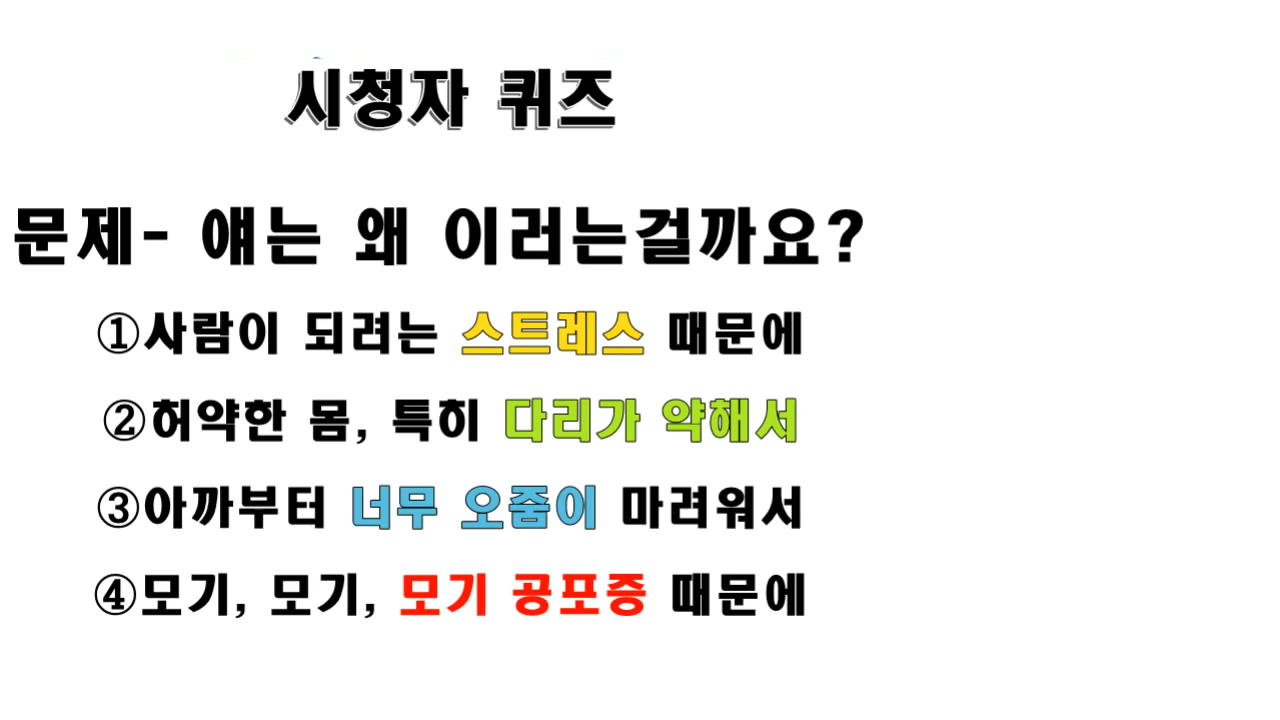 시청자 퀴즈
문제- 얘는 왜 이러는걸까요?
①사람이 되려는 스트레스 때문에
②허약한 몸, 특히 다리가 약해서
③아까부터 너무 오줌이 마려워서
④모기, 모기, 모기 공포증 때문에